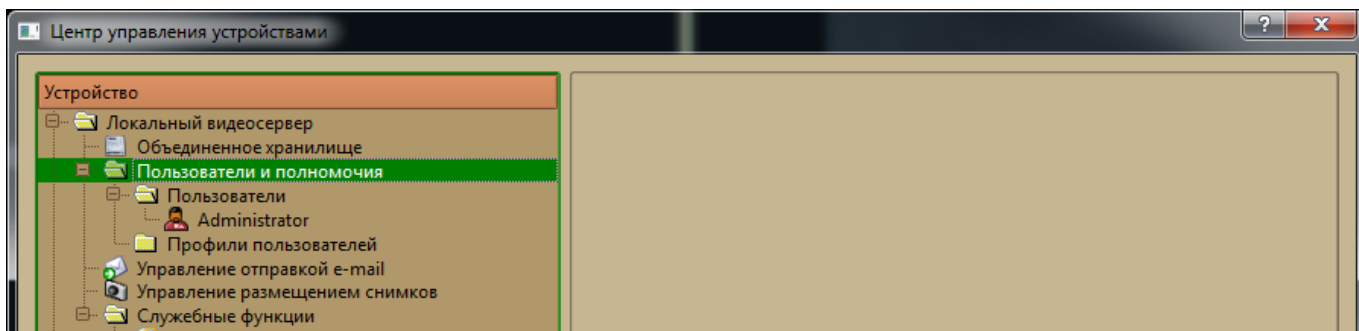 Центр управления устройствами
?
X
Устройство
Локальный видеосервер
Объединенное хранилище
Пользователи и полномочия
Пользователи
Administrator
Профили пользователей
Управление отправкой e-mail
Управление размещением снимков
Служебные функции